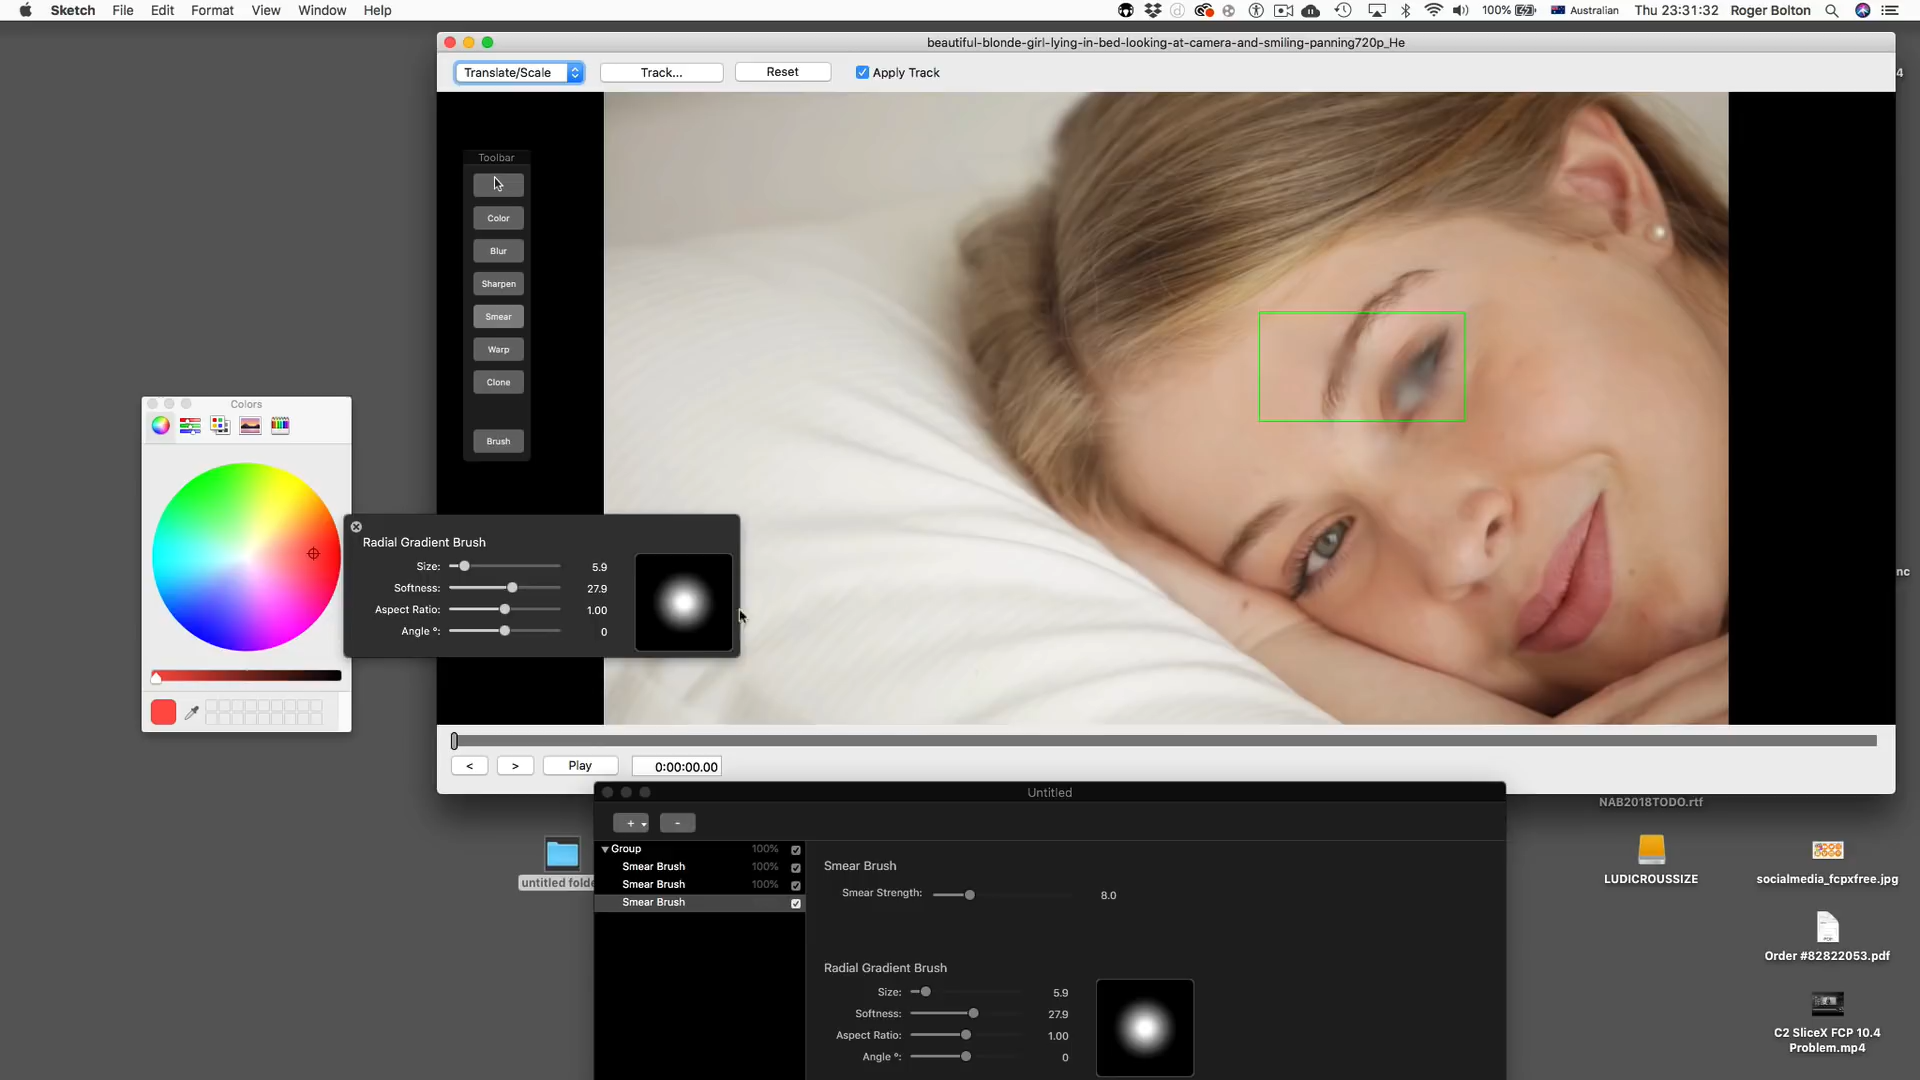 Sketch File Edit Format View Window Help
100% Australian Thu 23:31:32 Roger Bolton
beautiful-blonde-girl-lying-in-bed-looking-at-camera-and-smiling-panning720p_He
Translate/Scale Track... Reset Apply Track
4
Toolbar
Color
Blur
Sharpen
Smear
Warp
Clone
Brush
Colors
Radial Gradient Brush
Size: 5.9
Softness: 27.9
Aspect Ratio: 1.00
Angle °: 0
nc
< > Play 0:00:00.00
Untitled
+ -
NAB2018TODO.rtf
Group 100%
Smear Brush 100%
Smear Brush 100%
Smear Brush
Smear Brush
Smear Strength: 8.0
untitled folde
LUDICROUSSIZE
socialmedia_fcpxfree.jpg
Order #82822053.pdf
Radial Gradient Brush
Size: 5.9
Softness: 27.9
Aspect Ratio: 1.00
Angle °: 0
C2 SliceX FCP 10.4
Problem.mp4